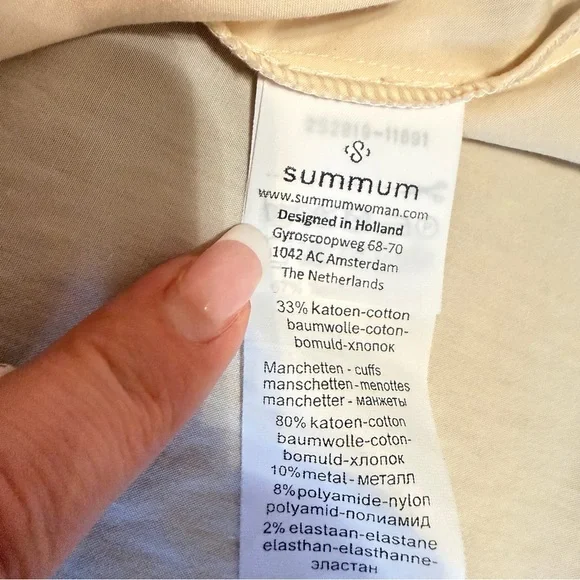 summum
www.summumwoman.com
Designed in Holland
Gyroscoopweg 68-70
1042 AC Amsterdam
The Netherlands
33% katoen-cotton
baumwolle-coton-
bomuld-хлопок
Manchetten - cuffs
manschetten-menottes
manchetter - манжеты
80% katoen-cotton
baumwolle-coton-
bomuld-хлопок
10% metal - металл
8% polyamide-nylon
polyamid-полиамид
2% elastaan-elastane
elasthan-elasthanne-
эластан